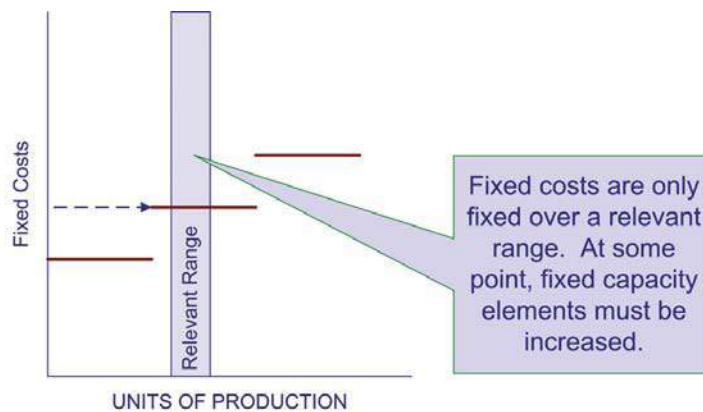 Fixed Costs
Relevant Range
UNITS OF PRODUCTION
Fixed costs are only
fixed over a relevant
range. At some
point, fixed capacity
elements must be
increased.